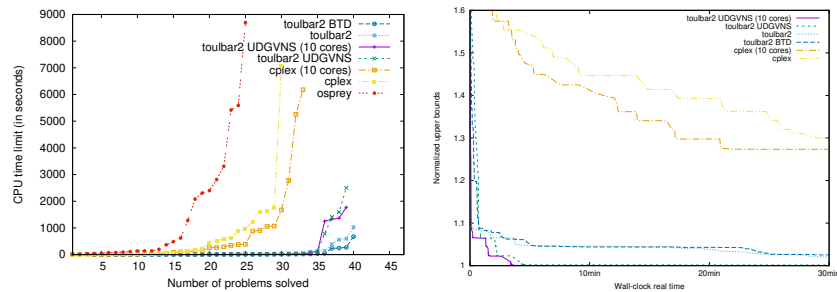 CPU time limit (in seconds)
9000
8000
7000
6000
5000
4000
3000
2000
1000
0
5
10
15
20
25
30
35
40
45
Number of problems solved
toulbar2 BTD
toulbar2
toulbar2 UDGVNS (10 cores)
toulbar2 UDGVNS
cplex (10 cores)
cplex
osprey
Normalized upper bounds
1.6
1.5
1.4
1.3
1.2
1.1
1
0
10min
20min
30min
Wall-clock real time
toulbar2 UDGVNS (10 cores)
toulbar2 UDGVNS
toulbar2
toulbar2 BTD
cplex (10 cores)
cplex